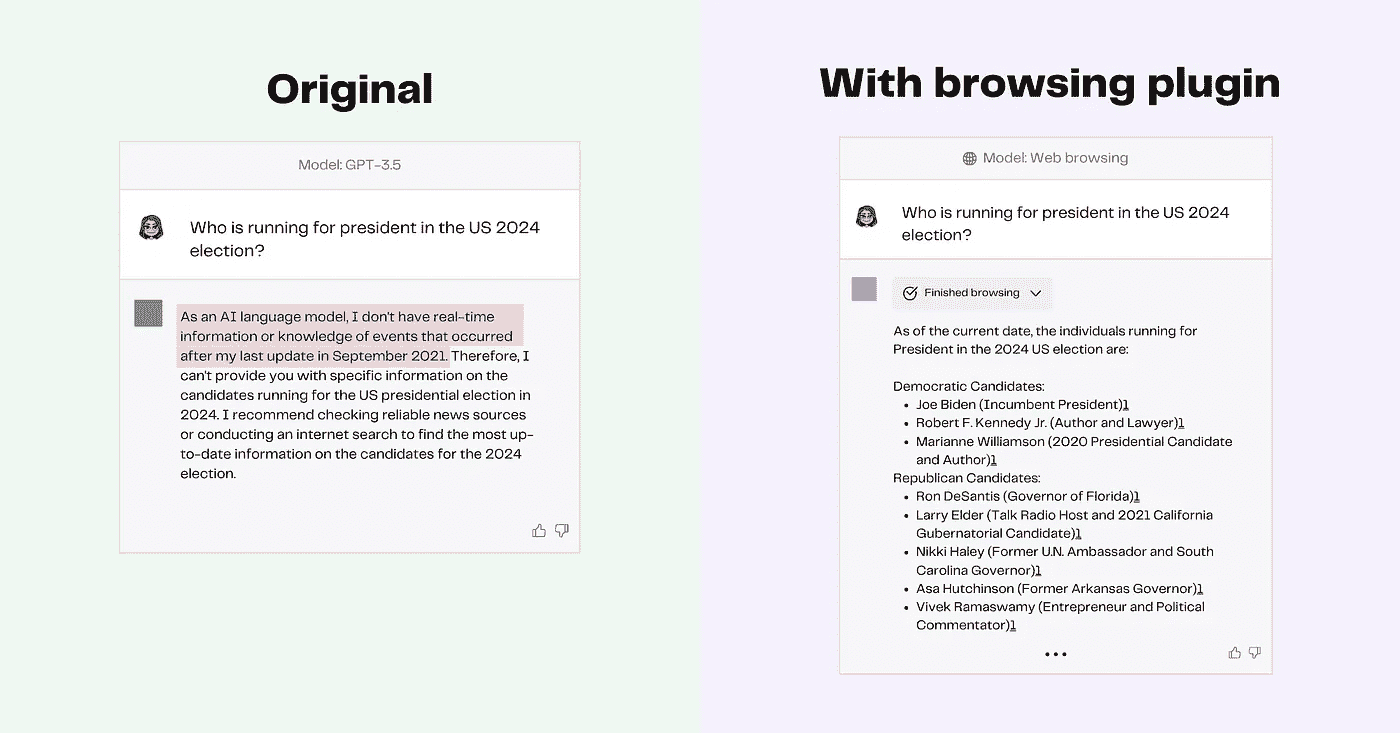 Original
Model: GPT-3.5
Who is running for president in the US 2024
election?
As an AI language model, I don't have real-time
information or knowledge of events that occurred
after my last update in September 2021. Therefore, I
can't provide you with specific information on the
candidates running for the US presidential election in
2024. I recommend checking reliable news sources
or conducting an internet search to find the most up-
to-date information on the candidates for the 2024
election.
With browsing plugin
Model: Web browsing
Who is running for president in the US 2024
election?
Finished browsing
As of the current date, the individuals running for
President in the 2024 US election are:
Democratic Candidates:
• Joe Biden (Incumbent President)1
• Robert F. Kennedy Jr. (Author and Lawyer)1
• Marianne Williamson (2020 Presidential Candidate
and Author)1
Republican Candidates:
• Ron DeSantis (Governor of Florida)1
• Larry Elder (Talk Radio Host and 2021 California
Gubernatorial Candidate)1
• Nikki Haley (Former U.N. Ambassador and South
Carolina Governor)1
• Asa Hutchinson (Former Arkansas Governor)1
• Vivek Ramaswamy (Entrepreneur and Political
Commentator)1
•••